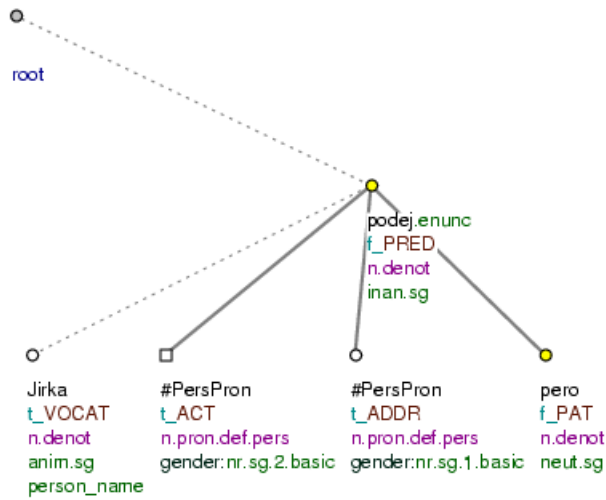 root
podej.enunc
f_PRED
n.denot
inan.sg
Jirka
t_VOCAT
n.denot
anim.sg
person_name
#PersPron
t_ACT
n.pron.def.pers
gender:nr.sg.2.basic
#PersPron
t_ADDR
n.pron.def.pers
gender:nr.sg.1.basic
pero
f_PAT
n.denot
neut.sg